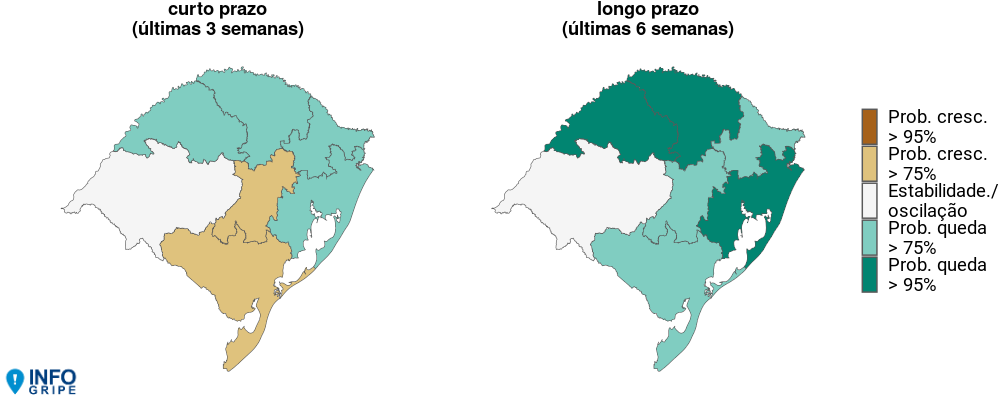 curto prazo
(últimas 3 semanas)
longo prazo
(últimas 6 semanas)
Prob. cresc.
> 95%
Prob. cresc.
> 75%
Estabilidade./
oscilação
Prob. queda
> 75%
Prob. queda
> 95%
INFO
GRIPE